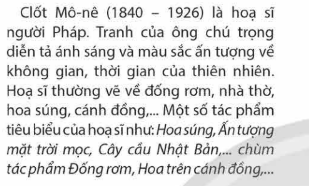 Clốt Mô-nê (1840 – 1926) là hoạ sĩ
người Pháp. Tranh của ông chú trọng
diễn tả ánh sáng và màu sắc ấn tượng về
không gian, thời gian của thiên nhiên.
Hoạ sĩ thường vẽ về đống rơm, nhà thờ,
hoa súng, cánh đồng,... Một số tác phẩm
tiêu biểu của hoạ sĩ như: Hoa súng, Ấn tượng
mặt trời mọc, Cây cầu Nhật Bản,... chùm
tác phẩm Đống rơm, Hoa trên cánh đồng,...